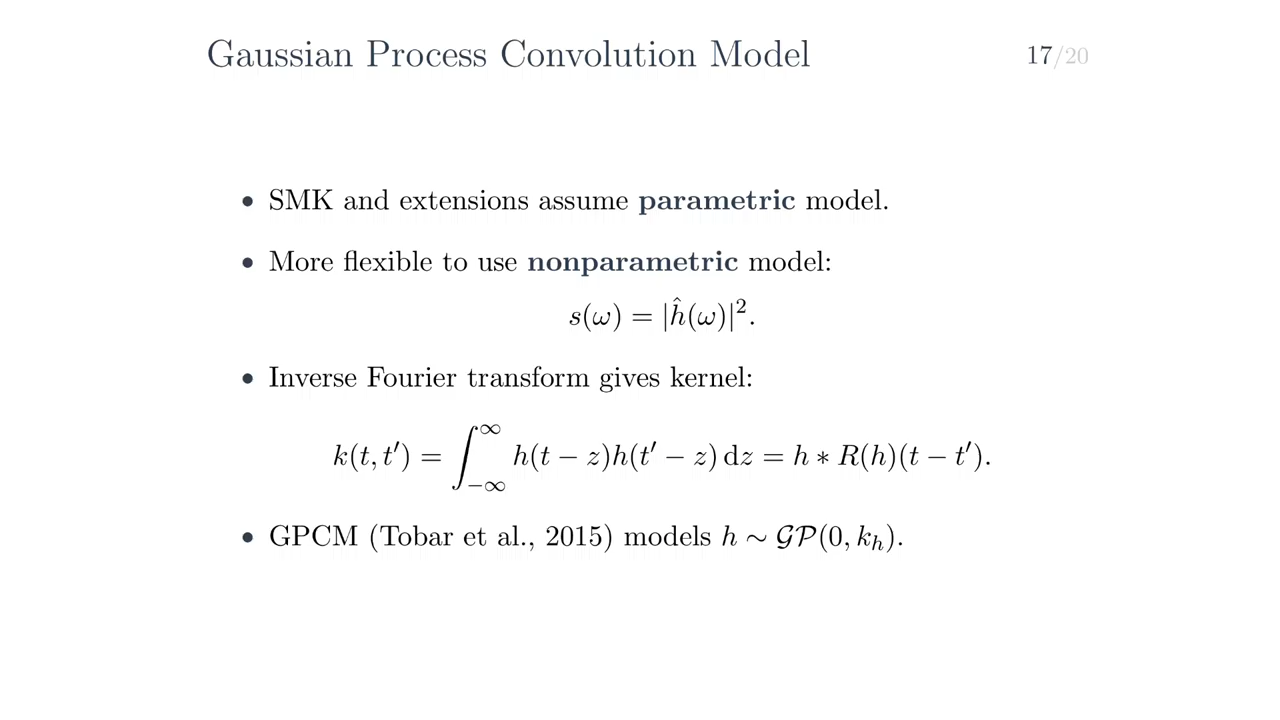 Gaussian Process Convolution Model 17/20
• SMK and extensions assume parametric model.
• More flexible to use nonparametric model:
s(ω) = |ĥ(ω)|².
• Inverse Fourier transform gives kernel:
k(t, t′) = ∫_{−∞}^{∞} h(t − z)h(t′ − z) dz = h ∗ R(h)(t − t′).
• GPCM (Tobar et al., 2015) models h ∼ 𝒢𝒫(0, kₕ).